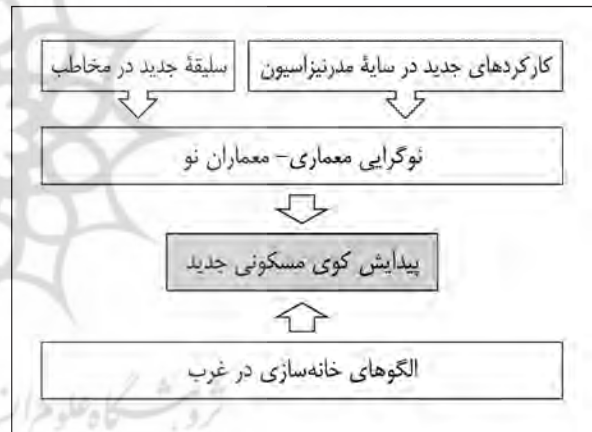 کارکردهای جدید در سایهٔ مدرنیزاسیون
سلیقهٔ جدید در مخاطب
نوگرایی معماری- معماران نو
پیدایش کوی مسکونی جدید
الگوهای خانه‌سازی در غرب